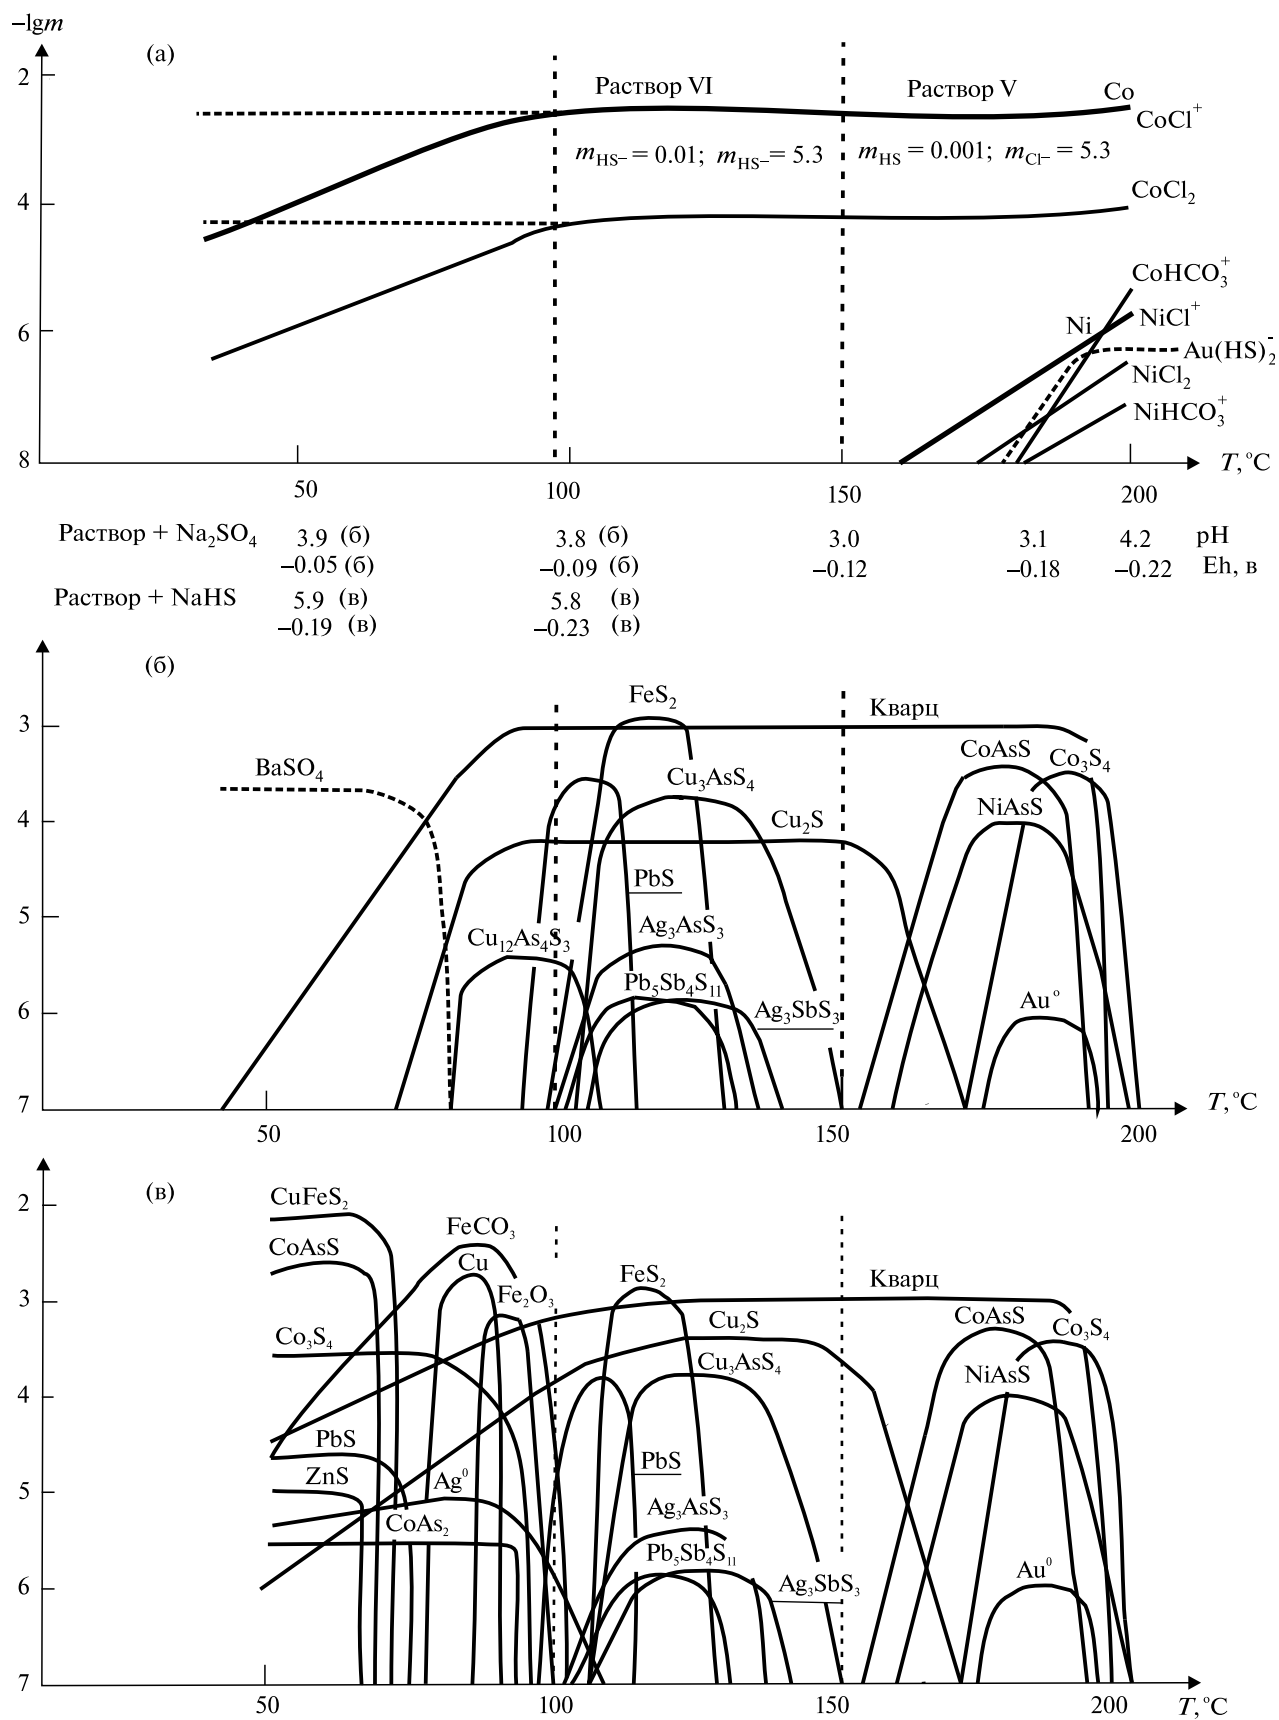 −lgm
(а)
2
4
6
8
Раствор VI
Раствор V
m_HS− = 0.01; m_HS− = 5.3
m_HS = 0.001; m_Cl− = 5.3
Co
CoCl⁺
CoCl₂
CoHCO₃⁺
Ni
NiCl⁺
Au(HS)₂⁻
NiCl₂
NiHCO₃⁺
50
100
150
200
T, °C
Раствор + Na₂SO₄ 3.9 (б) 3.8 (б) 3.0 3.1 4.2 pH
−0.05 (б) −0.09 (б) −0.12 −0.18 −0.22 Eh, в
Раствор + NaHS 5.9 (в) 5.8 (в)
−0.19 (в) −0.23 (в)
(б)
3
4
5
6
7
FeS₂
Кварц
BaSO₄
CoAsS
Co₃S₄
Cu₃AsS₄
NiAsS
Cu₂S
PbS
Ag₃AsS₃
Cu₁₂As₄S₃
Pb₅Sb₄S₁₁
Ag₃SbS₃
Au°
50
100
150
200
T, °C
(в)
2
3
4
5
6
7
CuFeS₂
FeCO₃
CoAsS
Cu
FeS₂
Кварц
Fe₂O₃
Cu₂S
CoAsS
Co₃S₄
Co₃S₄
Cu₃AsS₄
NiAsS
PbS
PbS
ZnS
Ag⁰
Ag₃AsS₃
CoAs₂
Pb₅Sb₄S₁₁
Ag₃SbS₃
Au⁰
50
100
150
200
T, °C